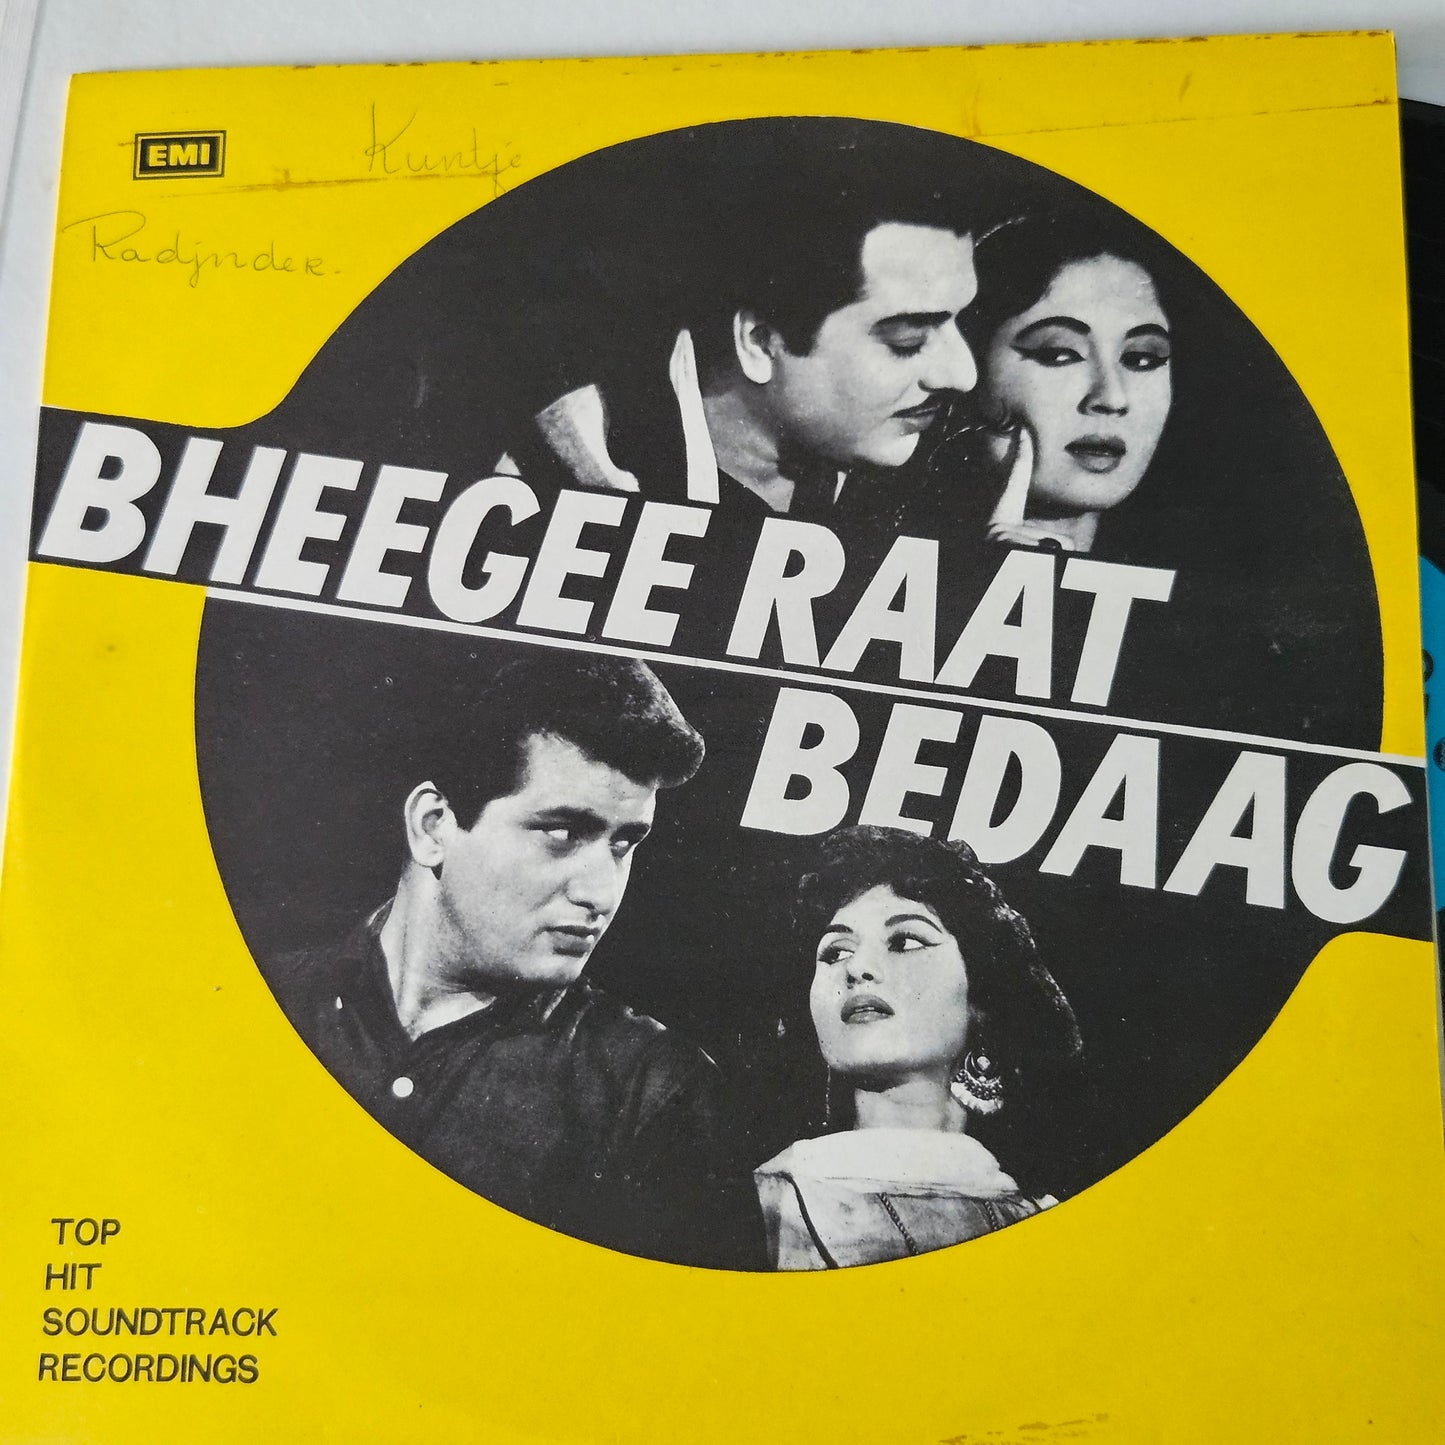 EMI
Kuntje
Radjnder.
BHEEGEE RAAT
BEDAAG
TOP
HIT
SOUNDTRACK
RECORDINGS